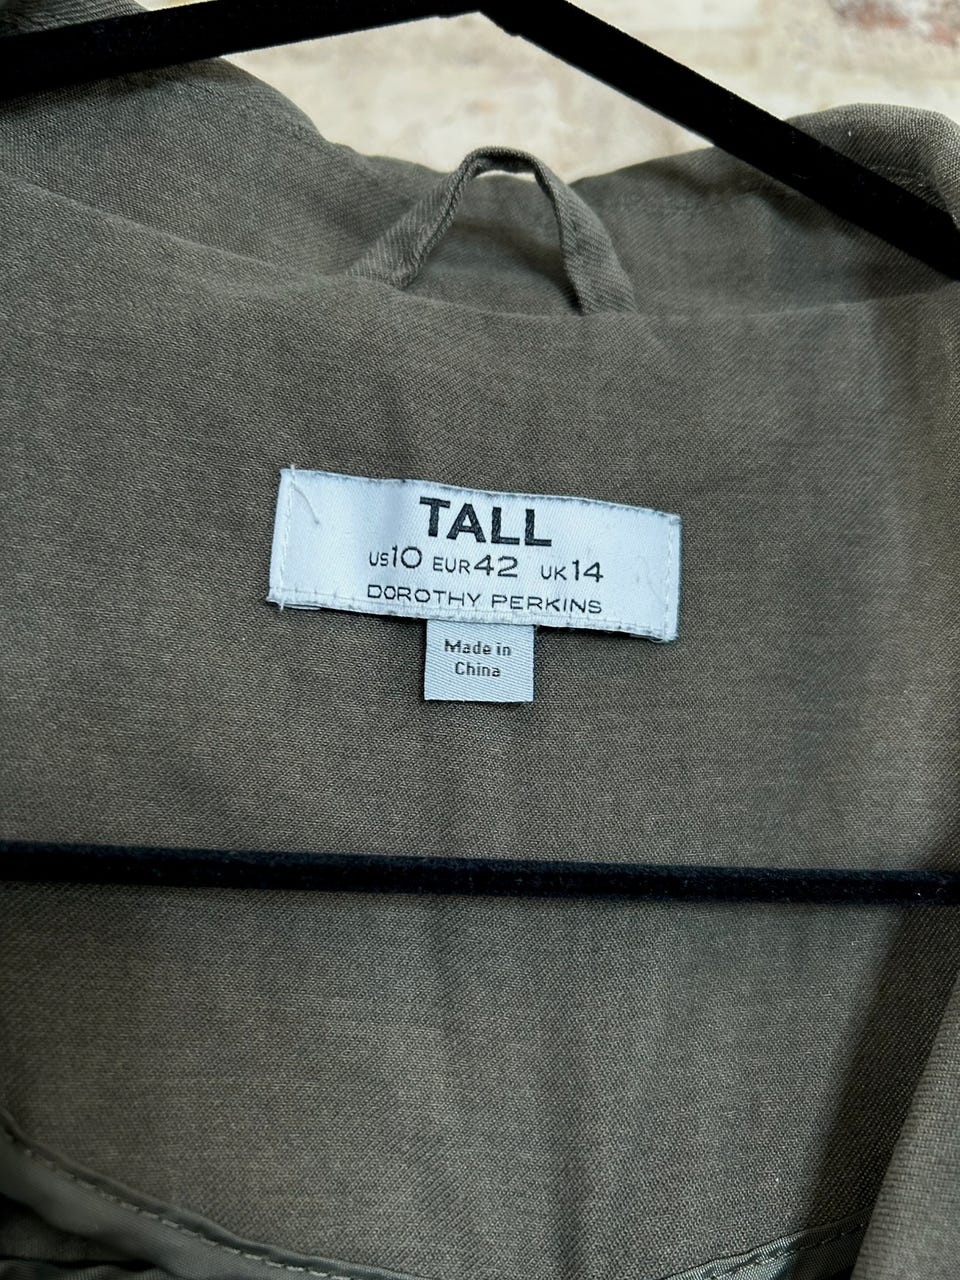 TALL
US10 EUR42 UK14
DOROTHY PERKINS
Made in
China